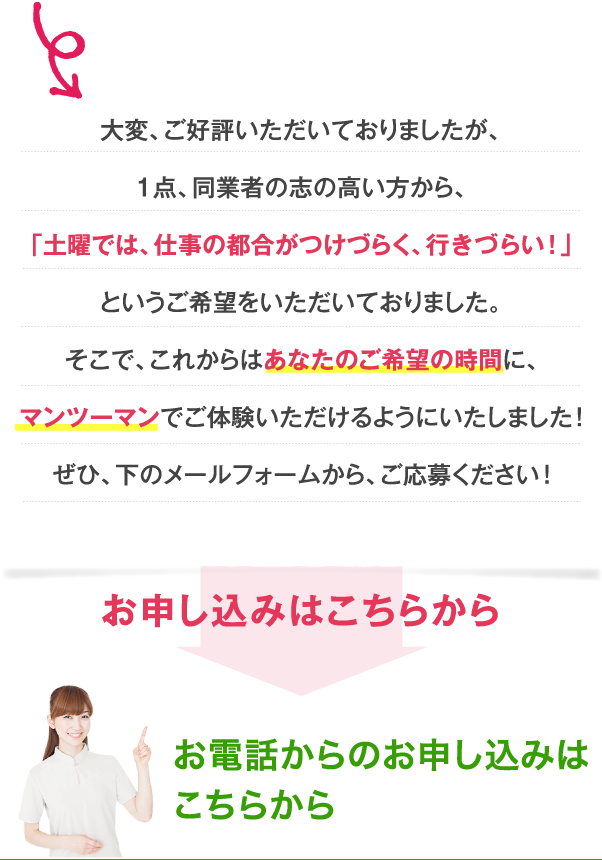 大変、ご好評いただいておりましたが、
1点、同業者の志の高い方から、
「土曜では、仕事の都合がつけづらく、行きづらい！」
というご希望をいただいておりました。
そこで、これからはあなたのご希望の時間に、
マンツーマンでご体験いただけるようにいたしました！
ぜひ、下のメールフォームから、ご応募ください！
お申し込みはこちらから
お電話からのお申し込みは
こちらから